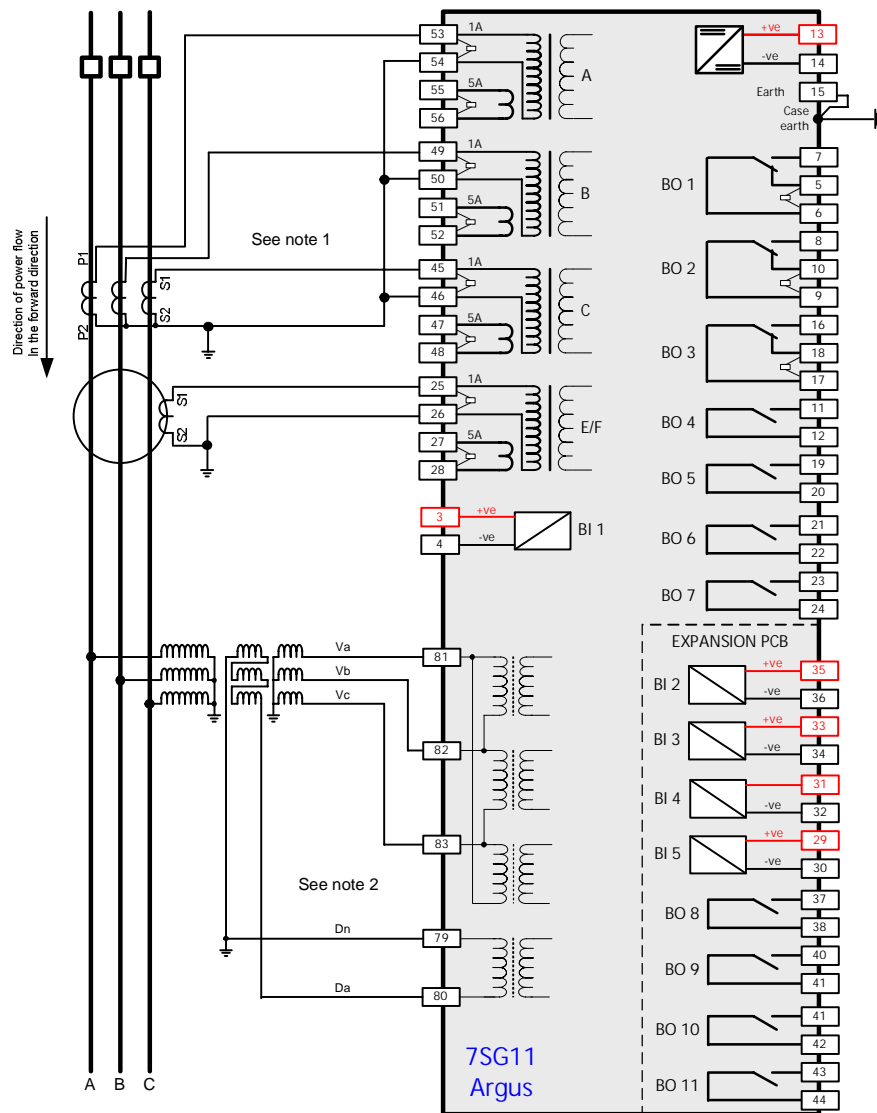 53 1A
54
55 5A
56
A
49 1A
50
51 5A
52
B
45 1A
46
47 5A
48
C
25 1A
26
27 5A
28
E/F
3 +ve
4 -ve
BI 1
See note 1
P1
P2
S1
S2
S1
S2
Direction of power flow
In the forward direction
Va
Vb
Vc
81
82
83
See note 2
Dn
79
Da
80
A B C
+ve 13
-ve 14
Earth 15
Case
earth
BO 1
7
5
6
BO 2
8
10
9
BO 3
16
18
17
BO 4
11
12
BO 5
19
20
BO 6
21
22
BO 7
23
24
EXPANSION PCB
BI 2
+ve 35
-ve 36
BI 3
+ve 33
-ve 34
BI 4
+ve 31
-ve 32
BI 5
+ve 29
-ve 30
BO 8
37
38
BO 9
40
41
BO 10
41
42
BO 11
43
44
7SG11
Argus